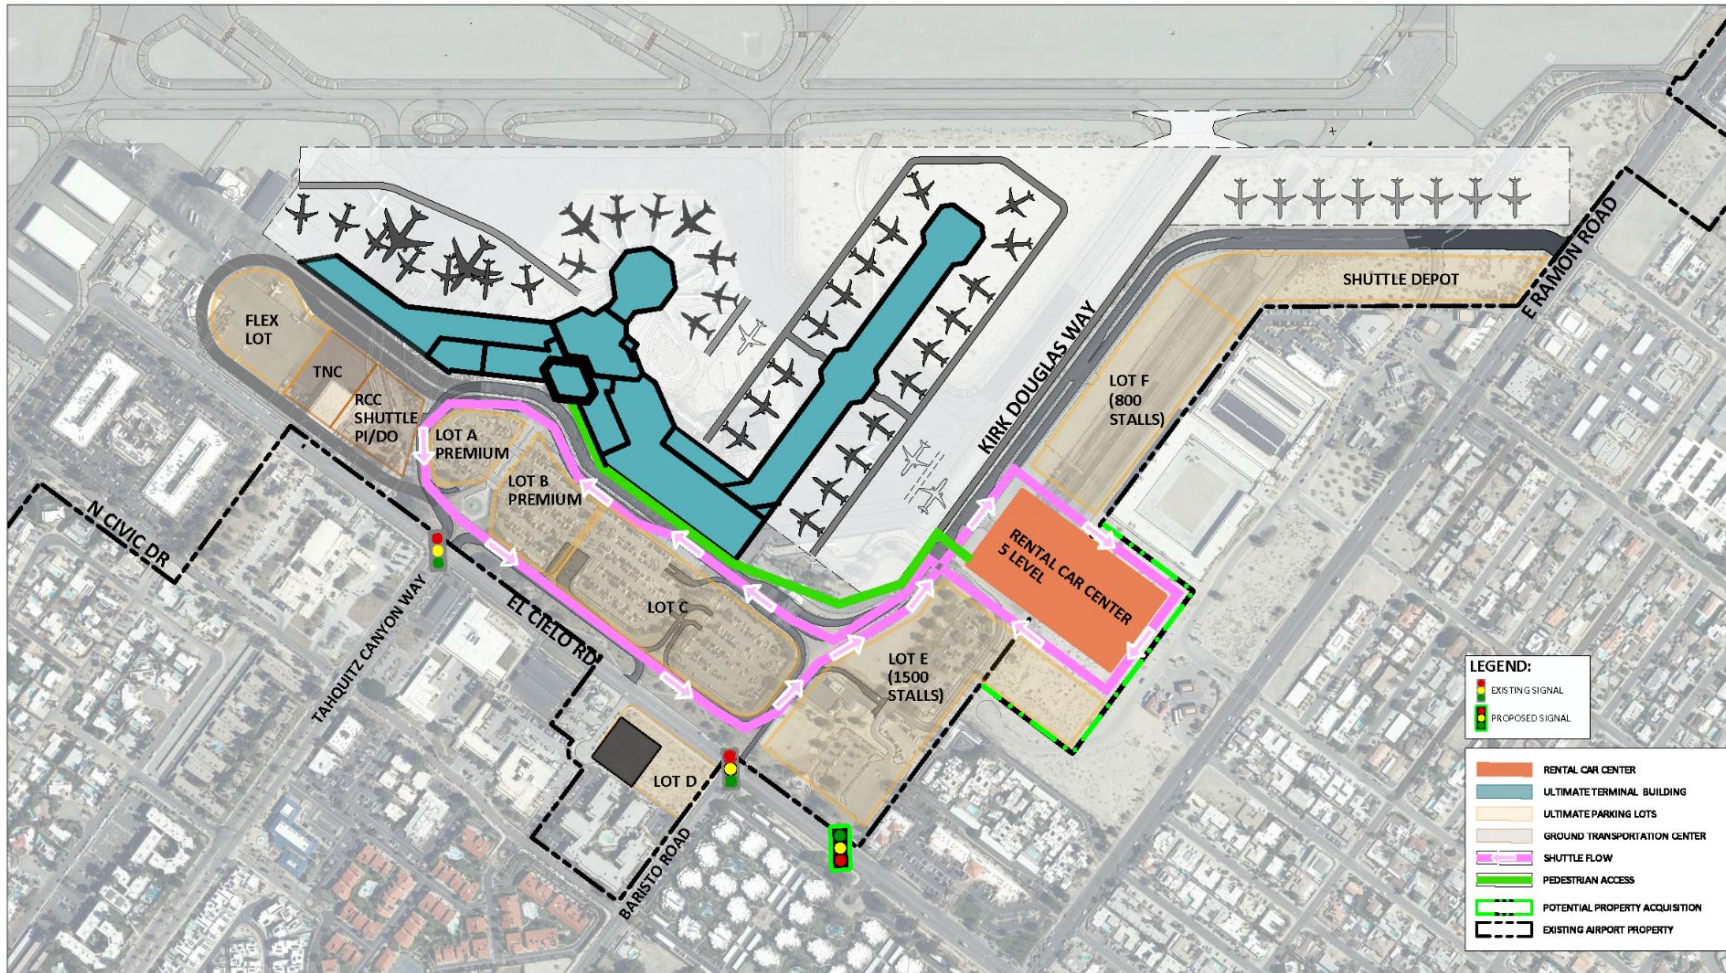 SHUTTLE DEPOT
E RAMON ROAD
FLEX
LOT
TNC
RCC
SHUTTLE
PI/DO
LOT A
PREMIUM
LOT B
PREMIUM
KIRK DOUGLAS WAY
LOT F
(800
STALLS)
N CIVIC DR
TAHQUITZ CANYON WAY
EL CIELO RD
LOT C
RENTAL CAR CENTER
5 LEVEL
LOT E
(1500
STALLS)
LOT D
BARISTO ROAD
LEGEND:
EXISTING SIGNAL
PROPOSED SIGNAL
RENTAL CAR CENTER
ULTIMATE TERMINAL BUILDING
ULTIMATE PARKING LOTS
GROUND TRANSPORTATION CENTER
SHUTTLE FLOW
PEDESTRIAN ACCESS
POTENTIAL PROPERTY ACQUISITION
EXISTING AIRPORT PROPERTY